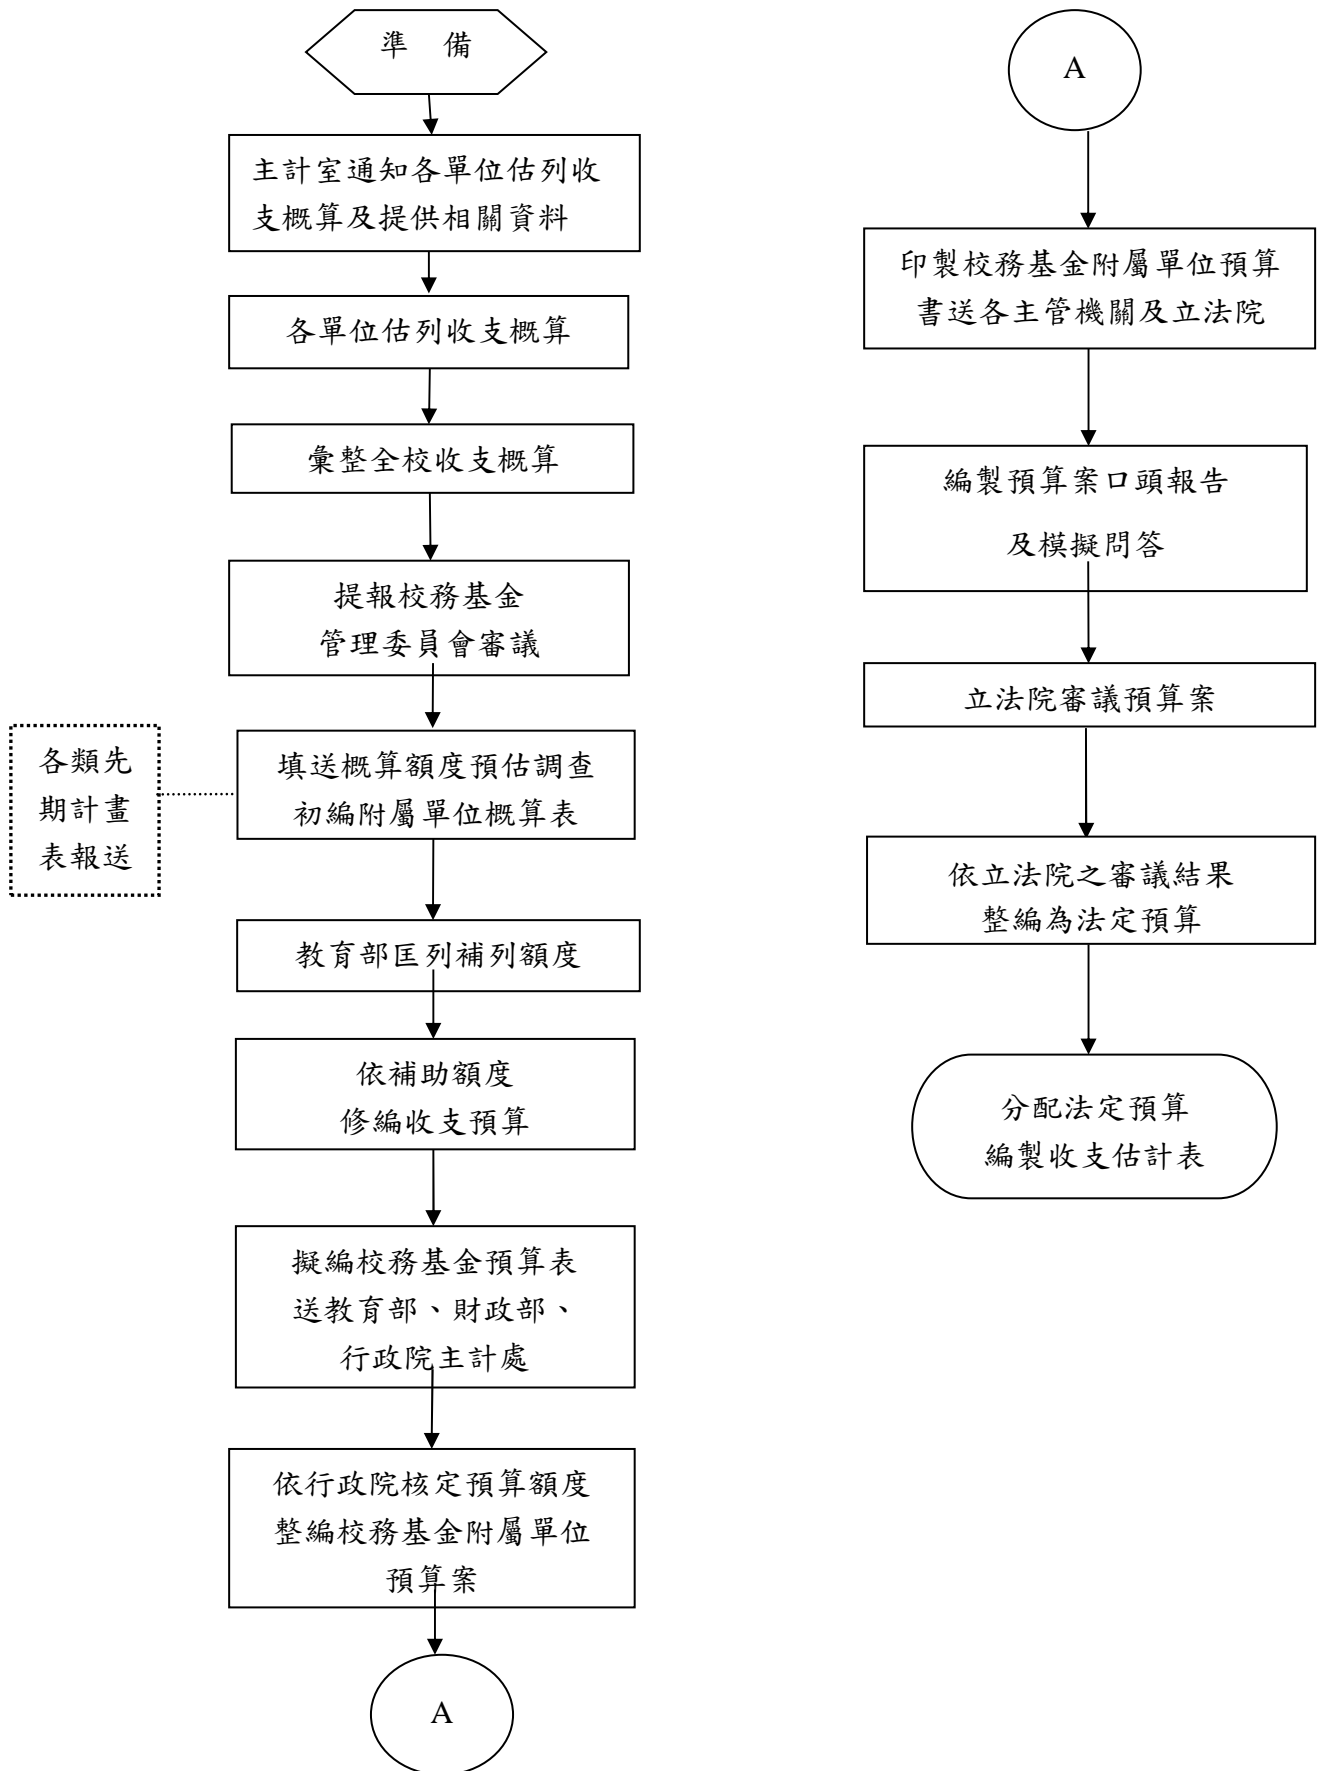 準 備
主計室通知各單位估列收
支概算及提供相關資料
各單位估列收支概算
彙整全校收支概算
提報校務基金
管理委員會審議
各類先
期計畫
表報送
填送概算額度預估調查
初編附屬單位概算表
教育部匡列補列額度
依補助額度
修編收支預算
擬編校務基金預算表
送教育部、財政部、
行政院主計處
依行政院核定預算額度
整編校務基金附屬單位
預算案
A
A
印製校務基金附屬單位預算
書送各主管機關及立法院
編製預算案口頭報告
及模擬問答
立法院審議預算案
依立法院之審議結果
整編為法定預算
分配法定預算
編製收支估計表